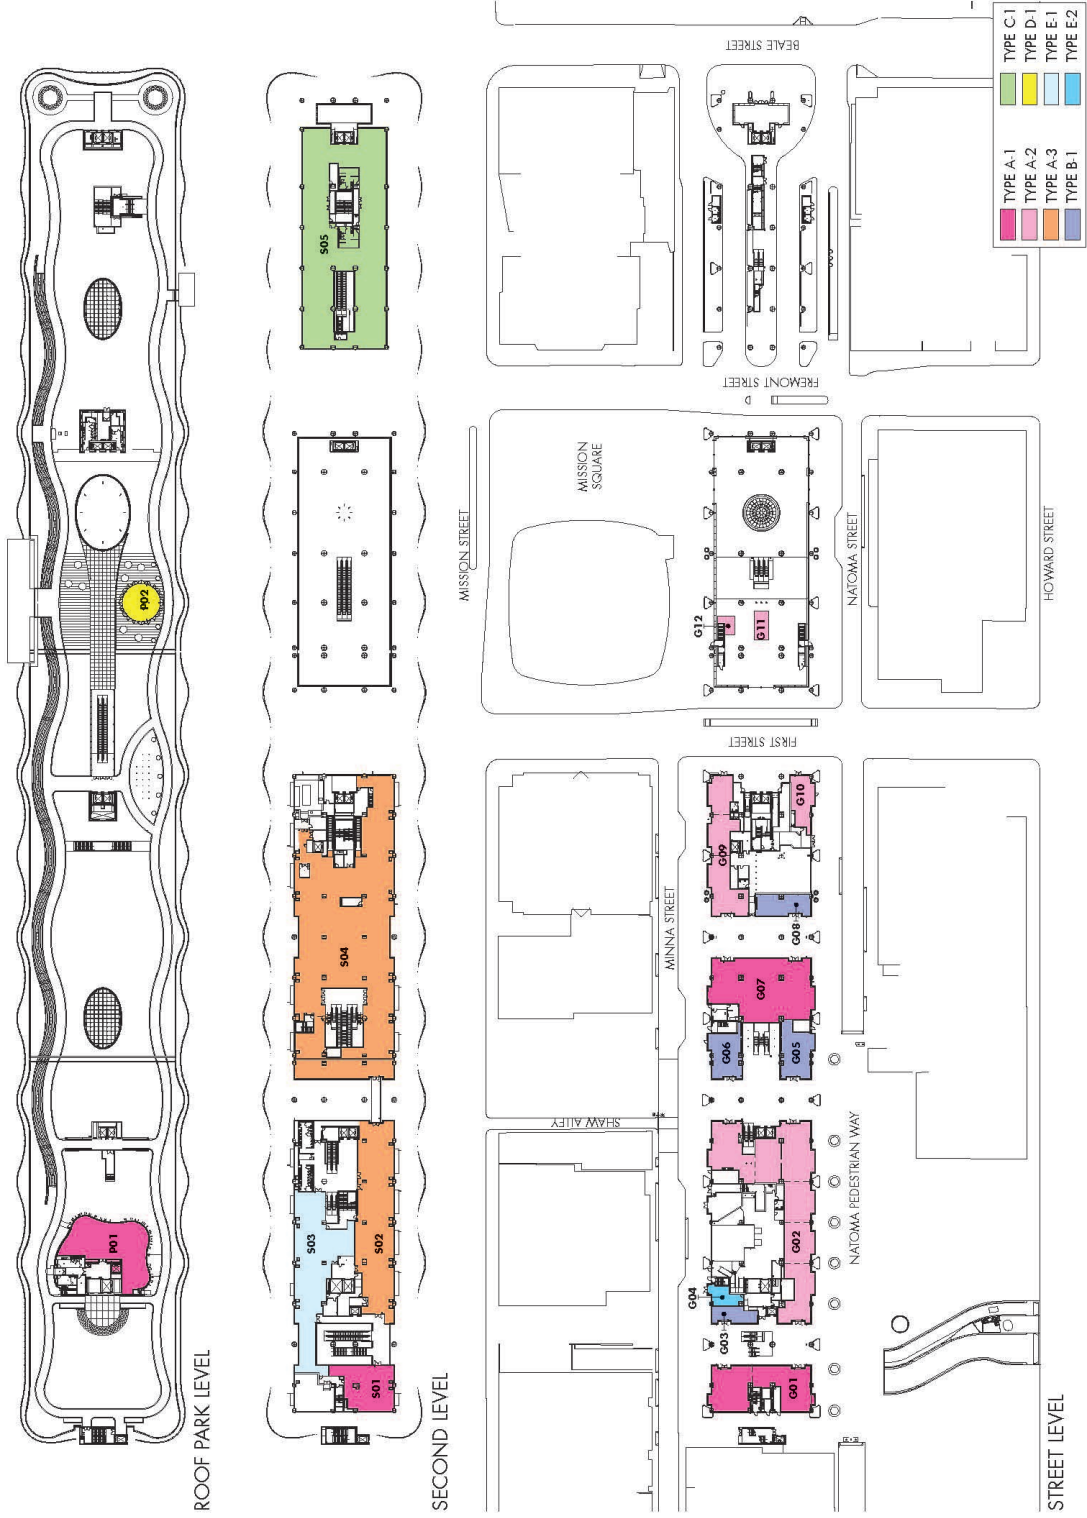 ROOF PARK LEVEL
P01
P02
SECOND LEVEL
S01
S02
S03
S04
S05
STREET LEVEL
MISSION STREET
MISSION
SQUARE
MINNA STREET
SHAW ALLEY
FIRST STREET
FREMONT STREET
BEALE STREET
NATOMA STREET
NATOMA PEDESTRIAN WAY
HOWARD STREET
G01
G02
G03
G04
G05
G06
G07
G08
G09
G10
G11
G12
TYPE A-1
TYPE A-2
TYPE A-3
TYPE B-1
TYPE C-1
TYPE D-1
TYPE E-1
TYPE E-2